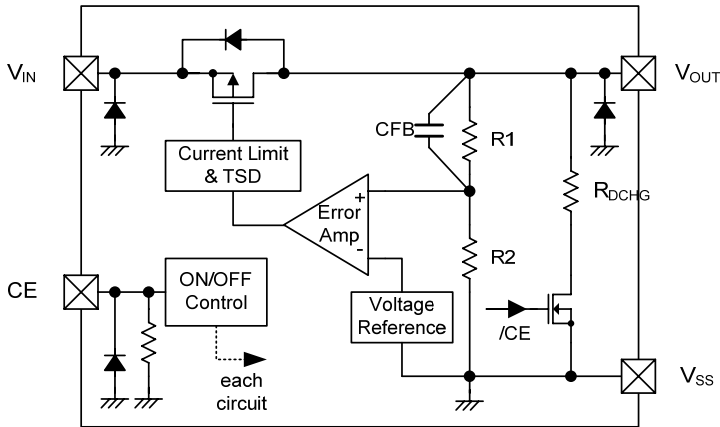 VIN
VOUT
CFB
R1
Current Limit
& TSD
RDCHG
+
Error
Amp
-
R2
CE
ON/OFF
Control
Voltage
Reference
/CE
each
circuit
VSS